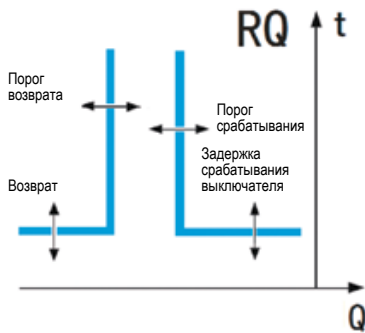 RQ
t
Порог
возврата
Порог
срабатывания
Задержка
срабатывания
выключателя
Возврат
Q